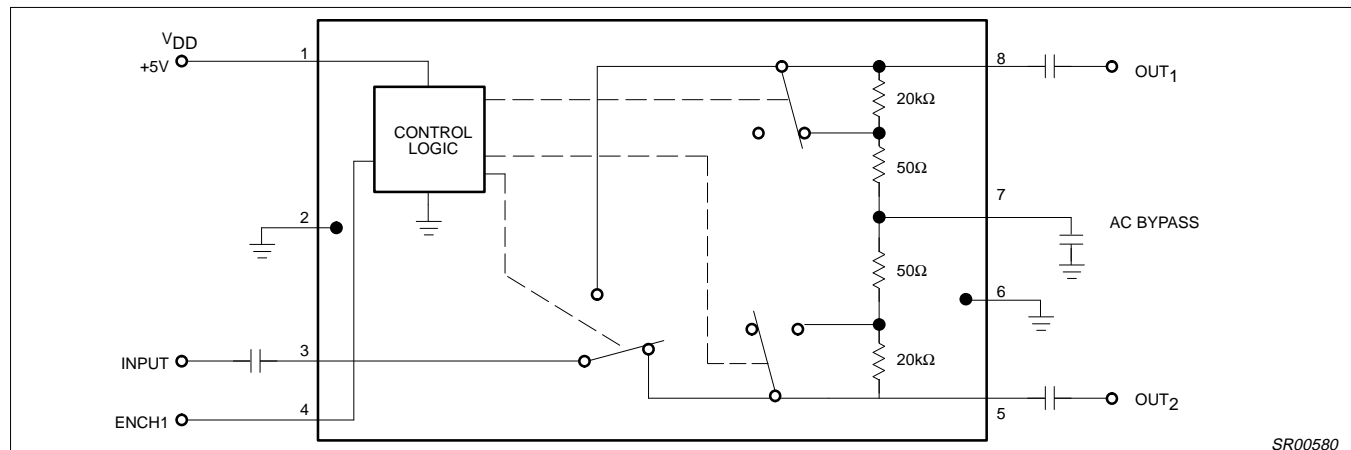 VDD
+5V
1
CONTROL
LOGIC
2
INPUT
3
ENCH1
4
8
OUT1
20kΩ
50Ω
7
AC BYPASS
50Ω
6
20kΩ
5
OUT2
SR00580